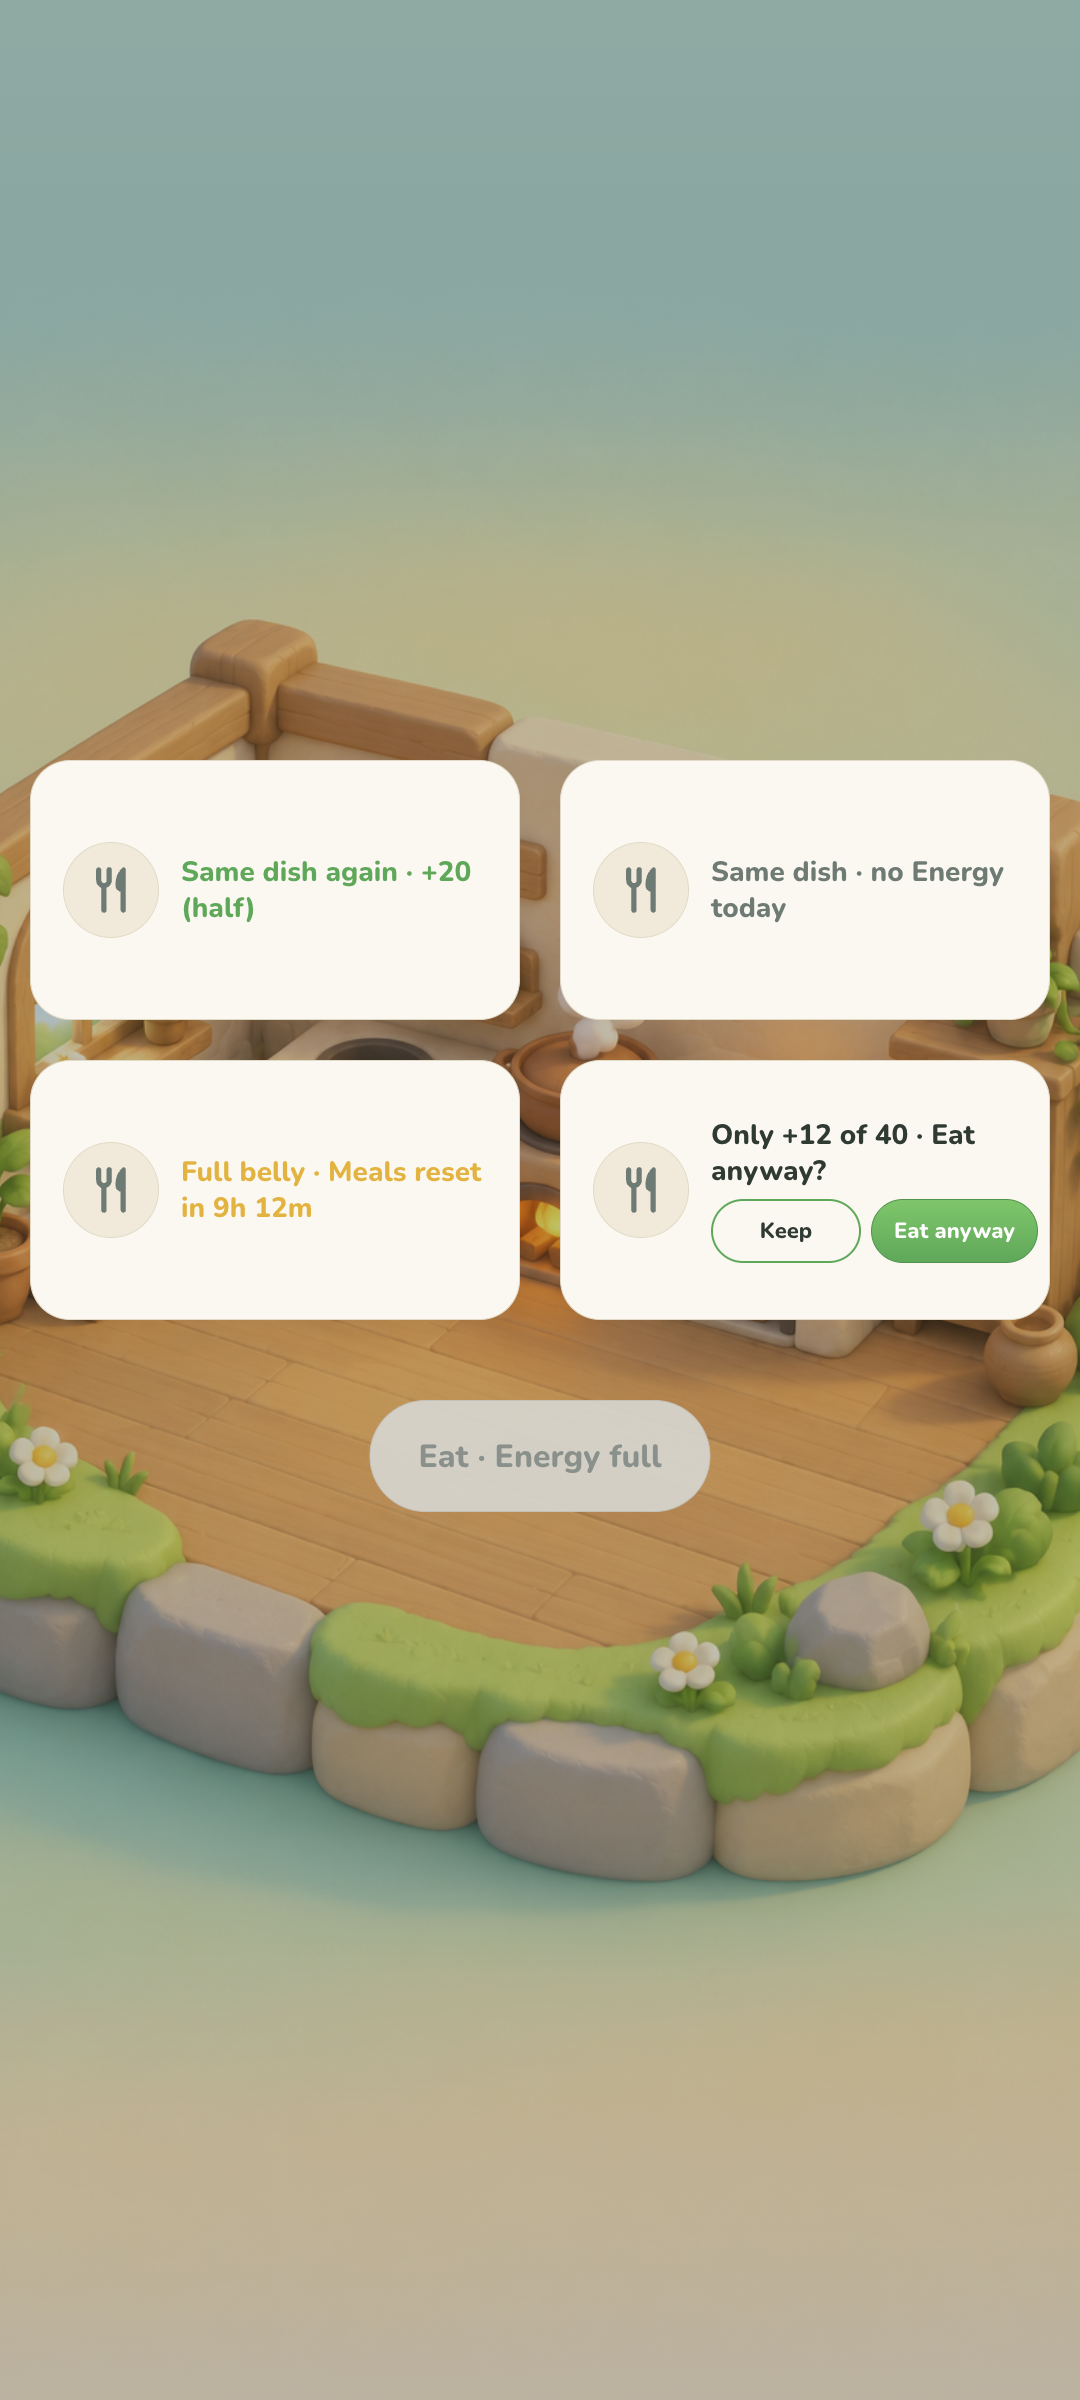 Same dish again · +20
(half)
Same dish · no Energy
today
Full belly · Meals reset
in 9h 12m
Only +12 of 40 · Eat
anyway?
Keep
Eat anyway
Eat · Energy full